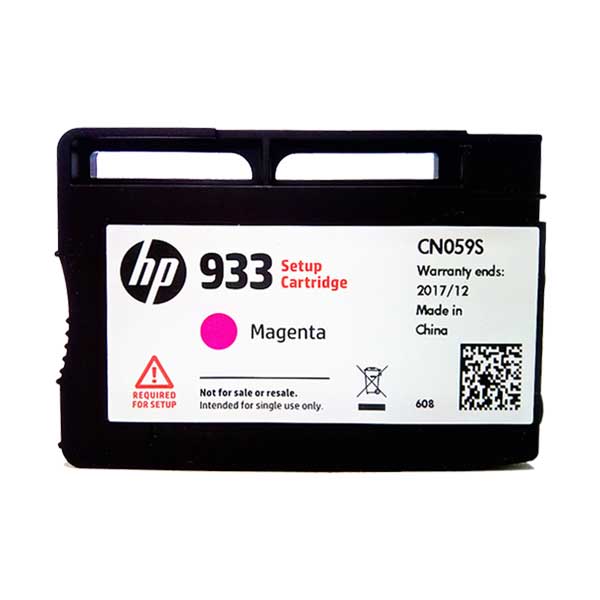 hp
933 Setup Cartridge
Magenta
REQUIRED
FOR SETUP
Not for sale or resale.
Intended for single use only.
CN059S
Warranty ends:
2017/12
Made in
China
608